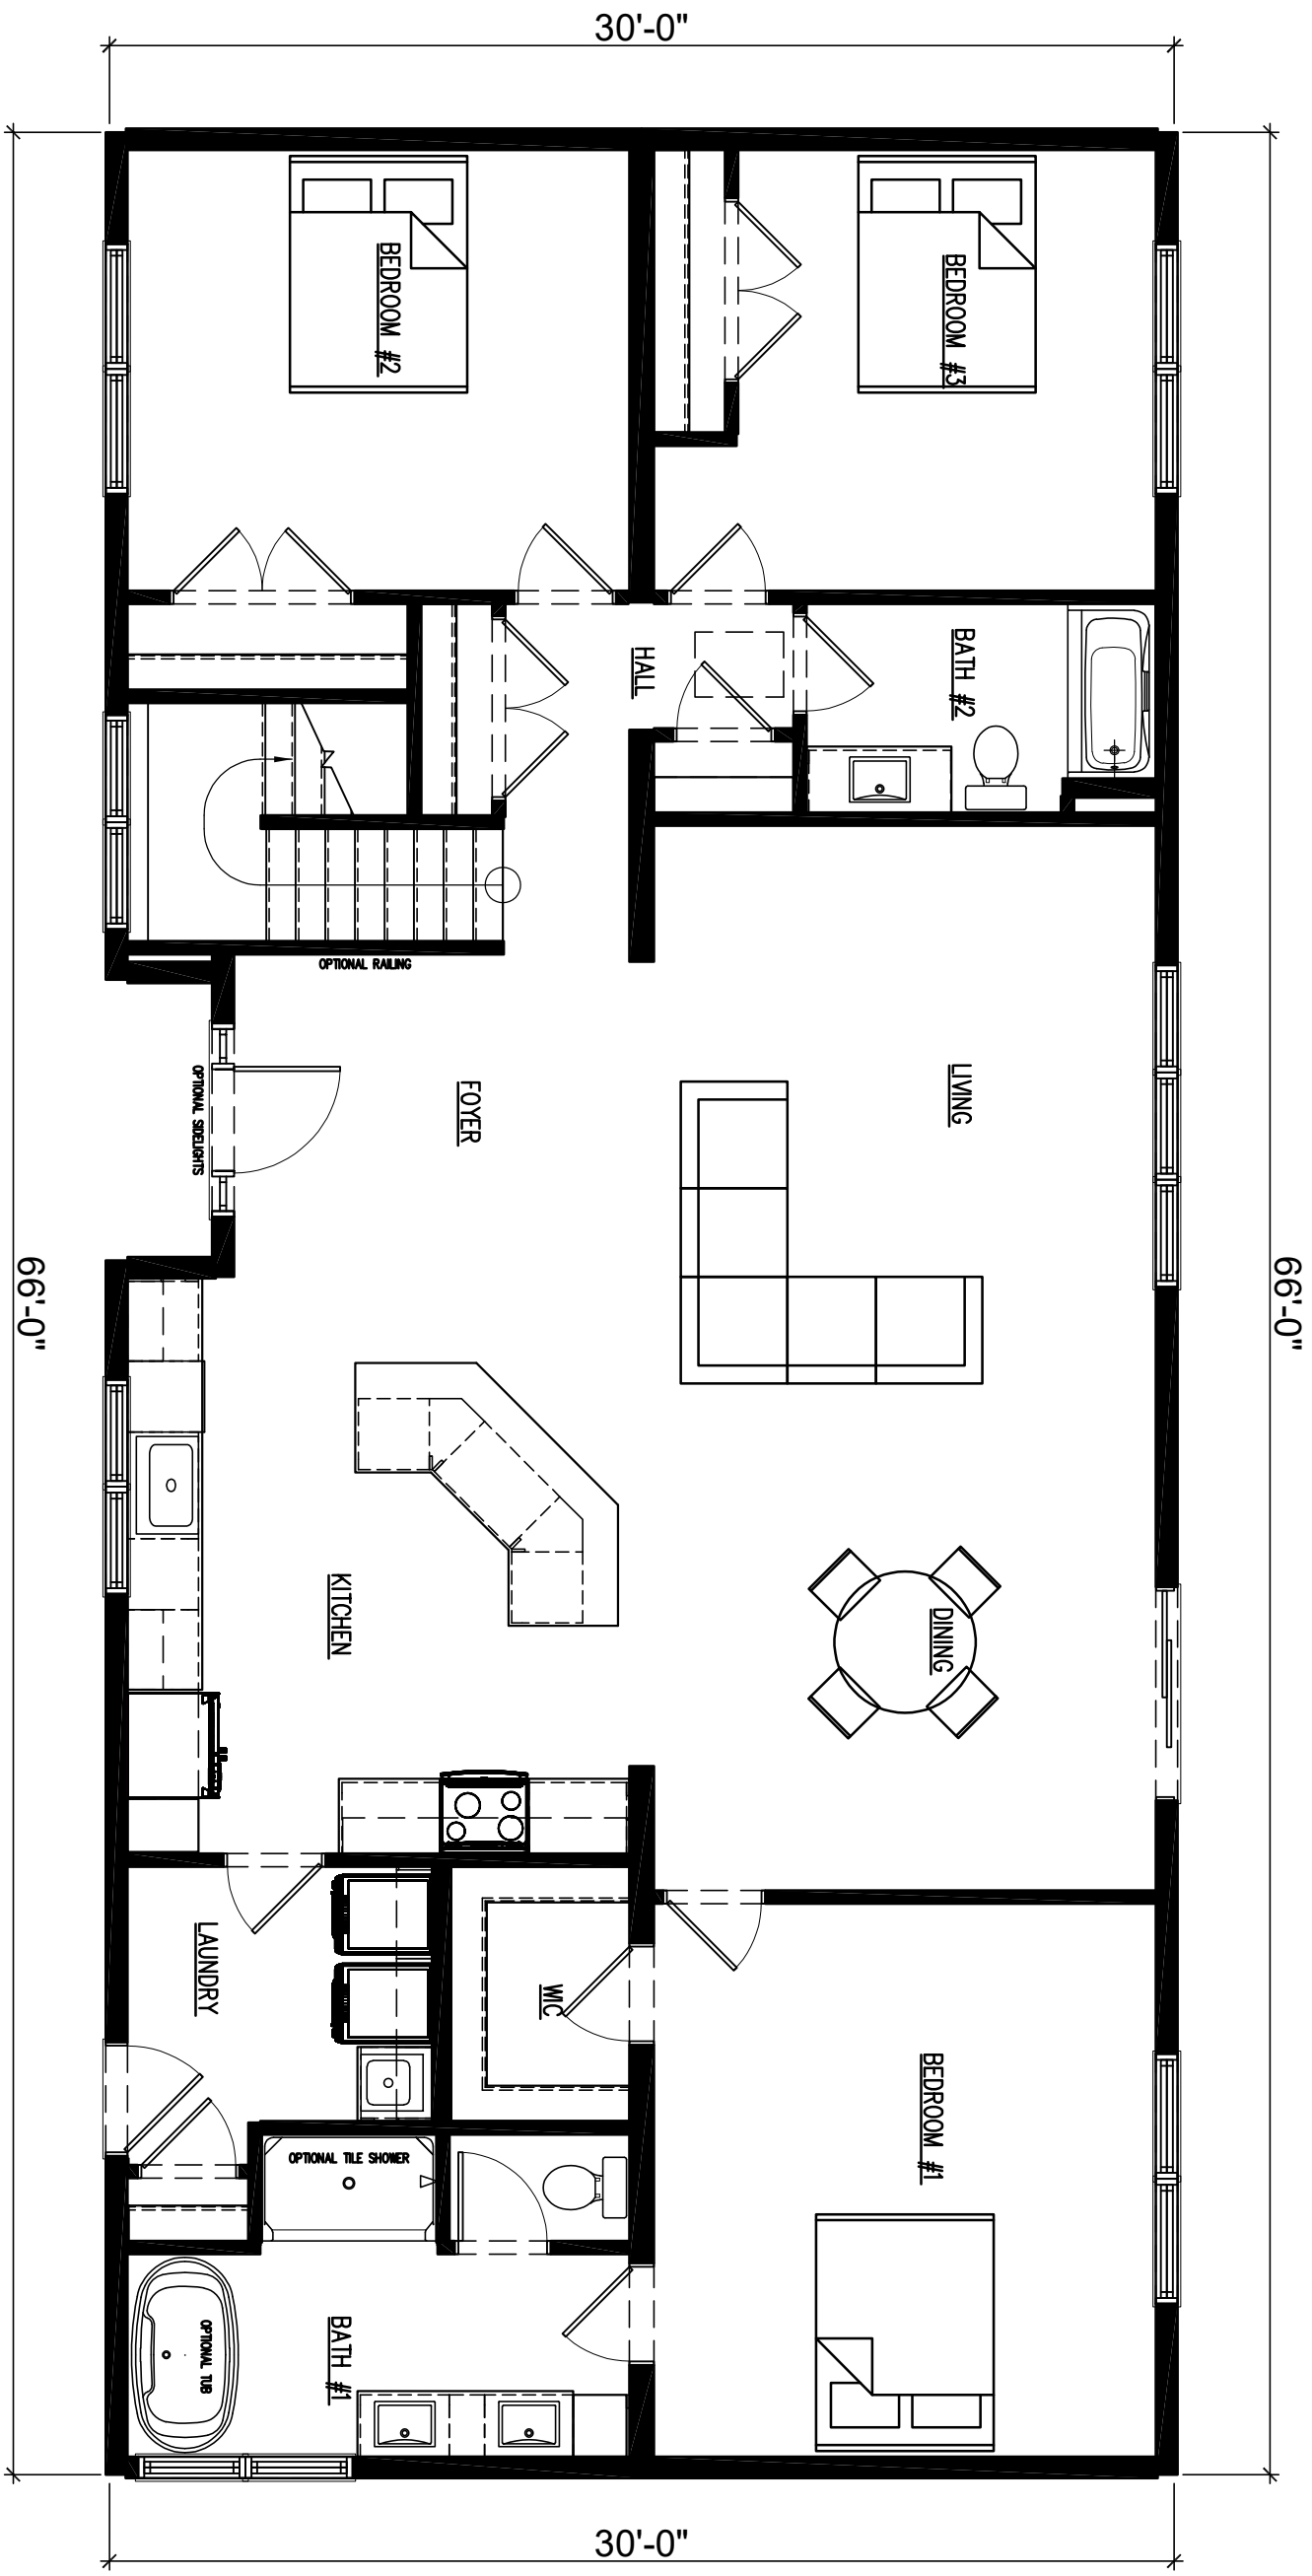 30'-0"
66'-0"
66'-0"
BEDROOM #2
BEDROOM #3
HALL
BATH #2
OPTIONAL RAILING
OPTIONAL SIDELIGHTS
FOYER
LIVING
KITCHEN
DINING
LAUNDRY
WIC
BEDROOM #1
OPTIONAL TILE SHOWER
OPTIONAL TUB
BATH #1
30'-0"